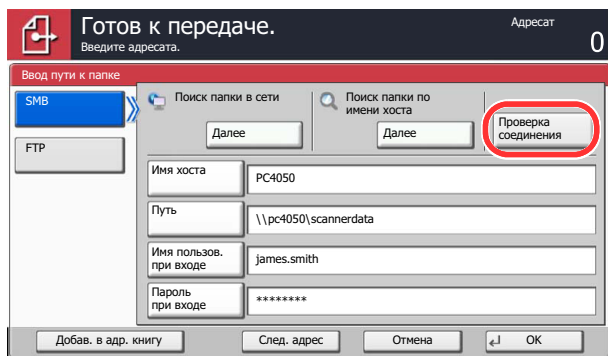 Готов к передаче.
Введите адресата.
Адресат
0
Ввод пути к папке
SMB
FTP
Поиск папки в сети
Далее
Поиск папки по
имени хоста
Далее
Проверка
соединения
Имя хоста
PC4050
Путь
\\pc4050\scannerdata
Имя пользов.
при входе
james.smith
Пароль
при входе
********
Добав. в адр. книгу
След. адрес
Отмена
OK